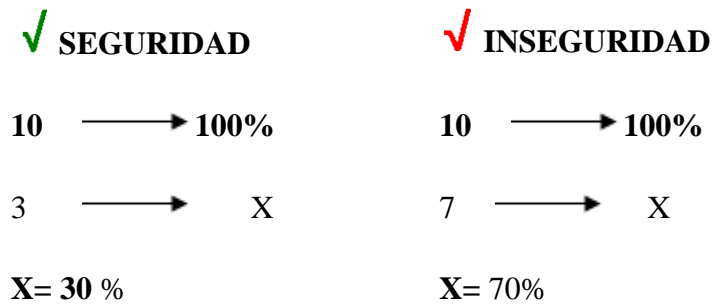 √ SEGURIDAD √ INSEGURIDAD
10 → 100% 10 → 100%
3 → X 7 → X
X= 30 % X= 70%